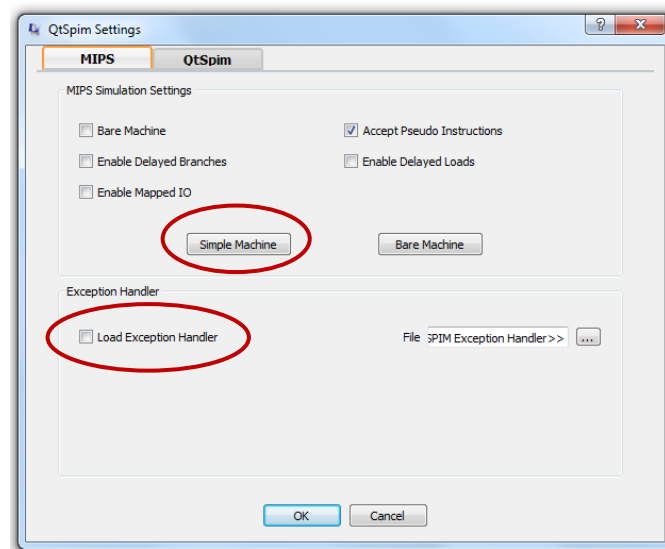 QtSpim Settings
MIPS QtSpim
MIPS Simulation Settings
Bare Machine Accept Pseudo Instructions
Enable Delayed Branches Enable Delayed Loads
Enable Mapped IO
Simple Machine Bare Machine
Exception Handler
Load Exception Handler File SPIM Exception Handler>> ...
OK Cancel